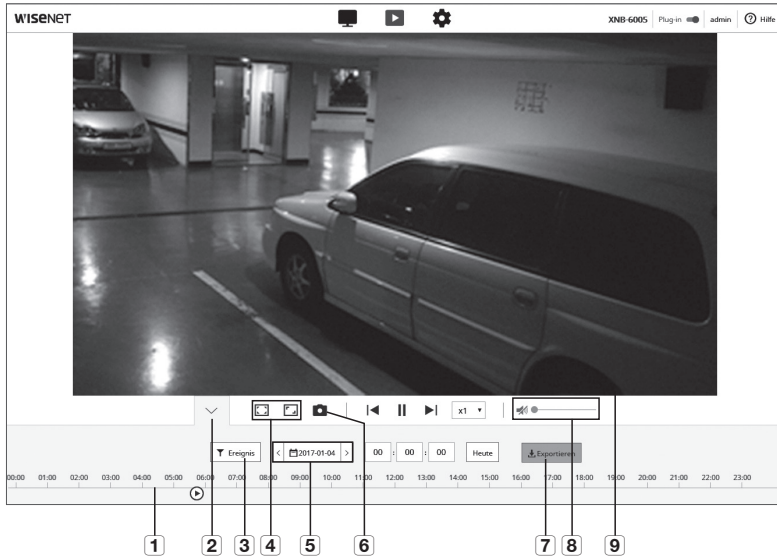 WISENET XNB-6005 Plug-in admin ? Hilfe
x1
Ereignis < 2017-01-04 > 00 : 00 : 00 Heute Exportieren
00:00 01:00 02:00 03:00 04:00 05:00 06:00 07:00 08:00 09:00 10:00 11:00 12:00 13:00 14:00 15:00 16:00 17:00 18:00 19:00 20:00 21:00 22:00 23:00
1 2 3 4 5 6 7 8 9